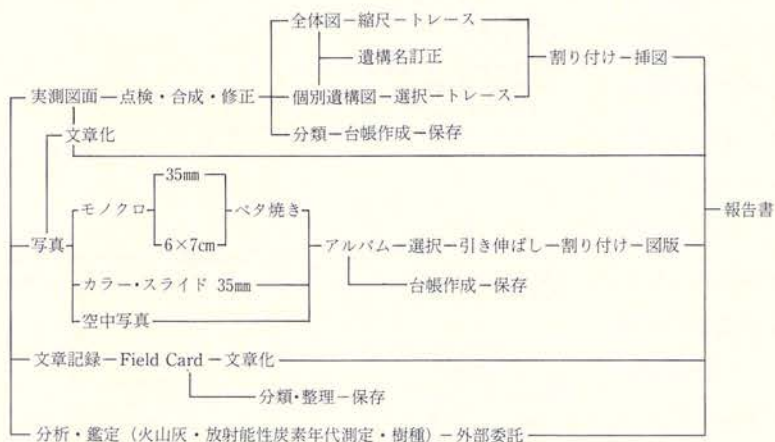 全体図－縮尺－トレース
遺構名訂正
割り付け－挿図
実測図面－点検・合成・修正
個別遺構図－選択－トレース
文章化
分類－台帳作成－保存
35mm
モノクロ
ベタ焼き
報告書
写真
6×7cm
アルバム－選択－引き伸ばし－割り付け－図版
カラー・スライド 35mm
台帳作成－保存
空中写真
文章記録－Field Card－文章化
分類・整理－保存
分析・鑑定（火山灰・放射能性炭素年代測定・樹種）－外部委託